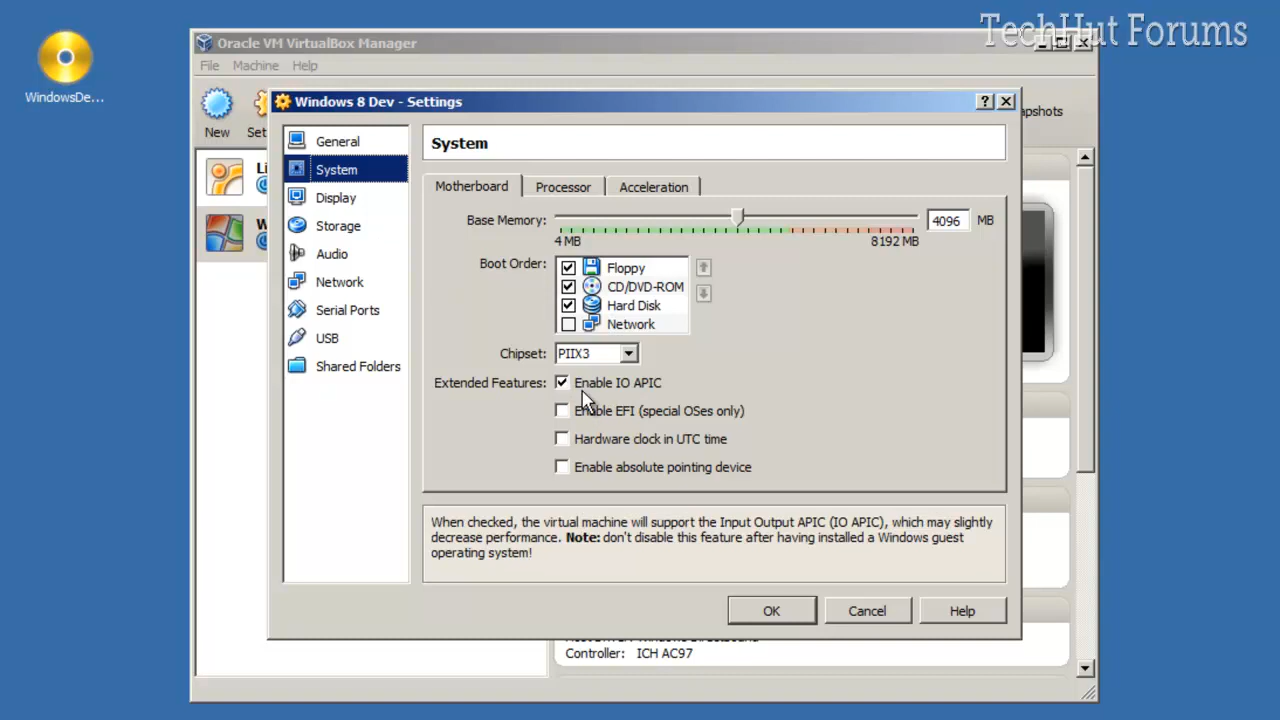 TechHut Forums
WindowsDe...
Oracle VM VirtualBox Manager
File Machine Help
New
Set
apshots
Li
W
Windows 8 Dev - Settings
General
System
Display
Storage
Audio
Network
Serial Ports
USB
Shared Folders
System
Motherboard Processor Acceleration
Base Memory: 4096 MB
4 MB 8192 MB
Boot Order: Floppy
CD/DVD-ROM
Hard Disk
Network
Chipset: PIIX3
Extended Features: Enable IO APIC
Enable EFI (special OSes only)
Hardware clock in UTC time
Enable absolute pointing device
When checked, the virtual machine will support the Input Output APIC (IO APIC), which may slightly
decrease performance. Note: don't disable this feature after having installed a Windows guest
operating system!
OK Cancel Help
Controller: ICH AC97